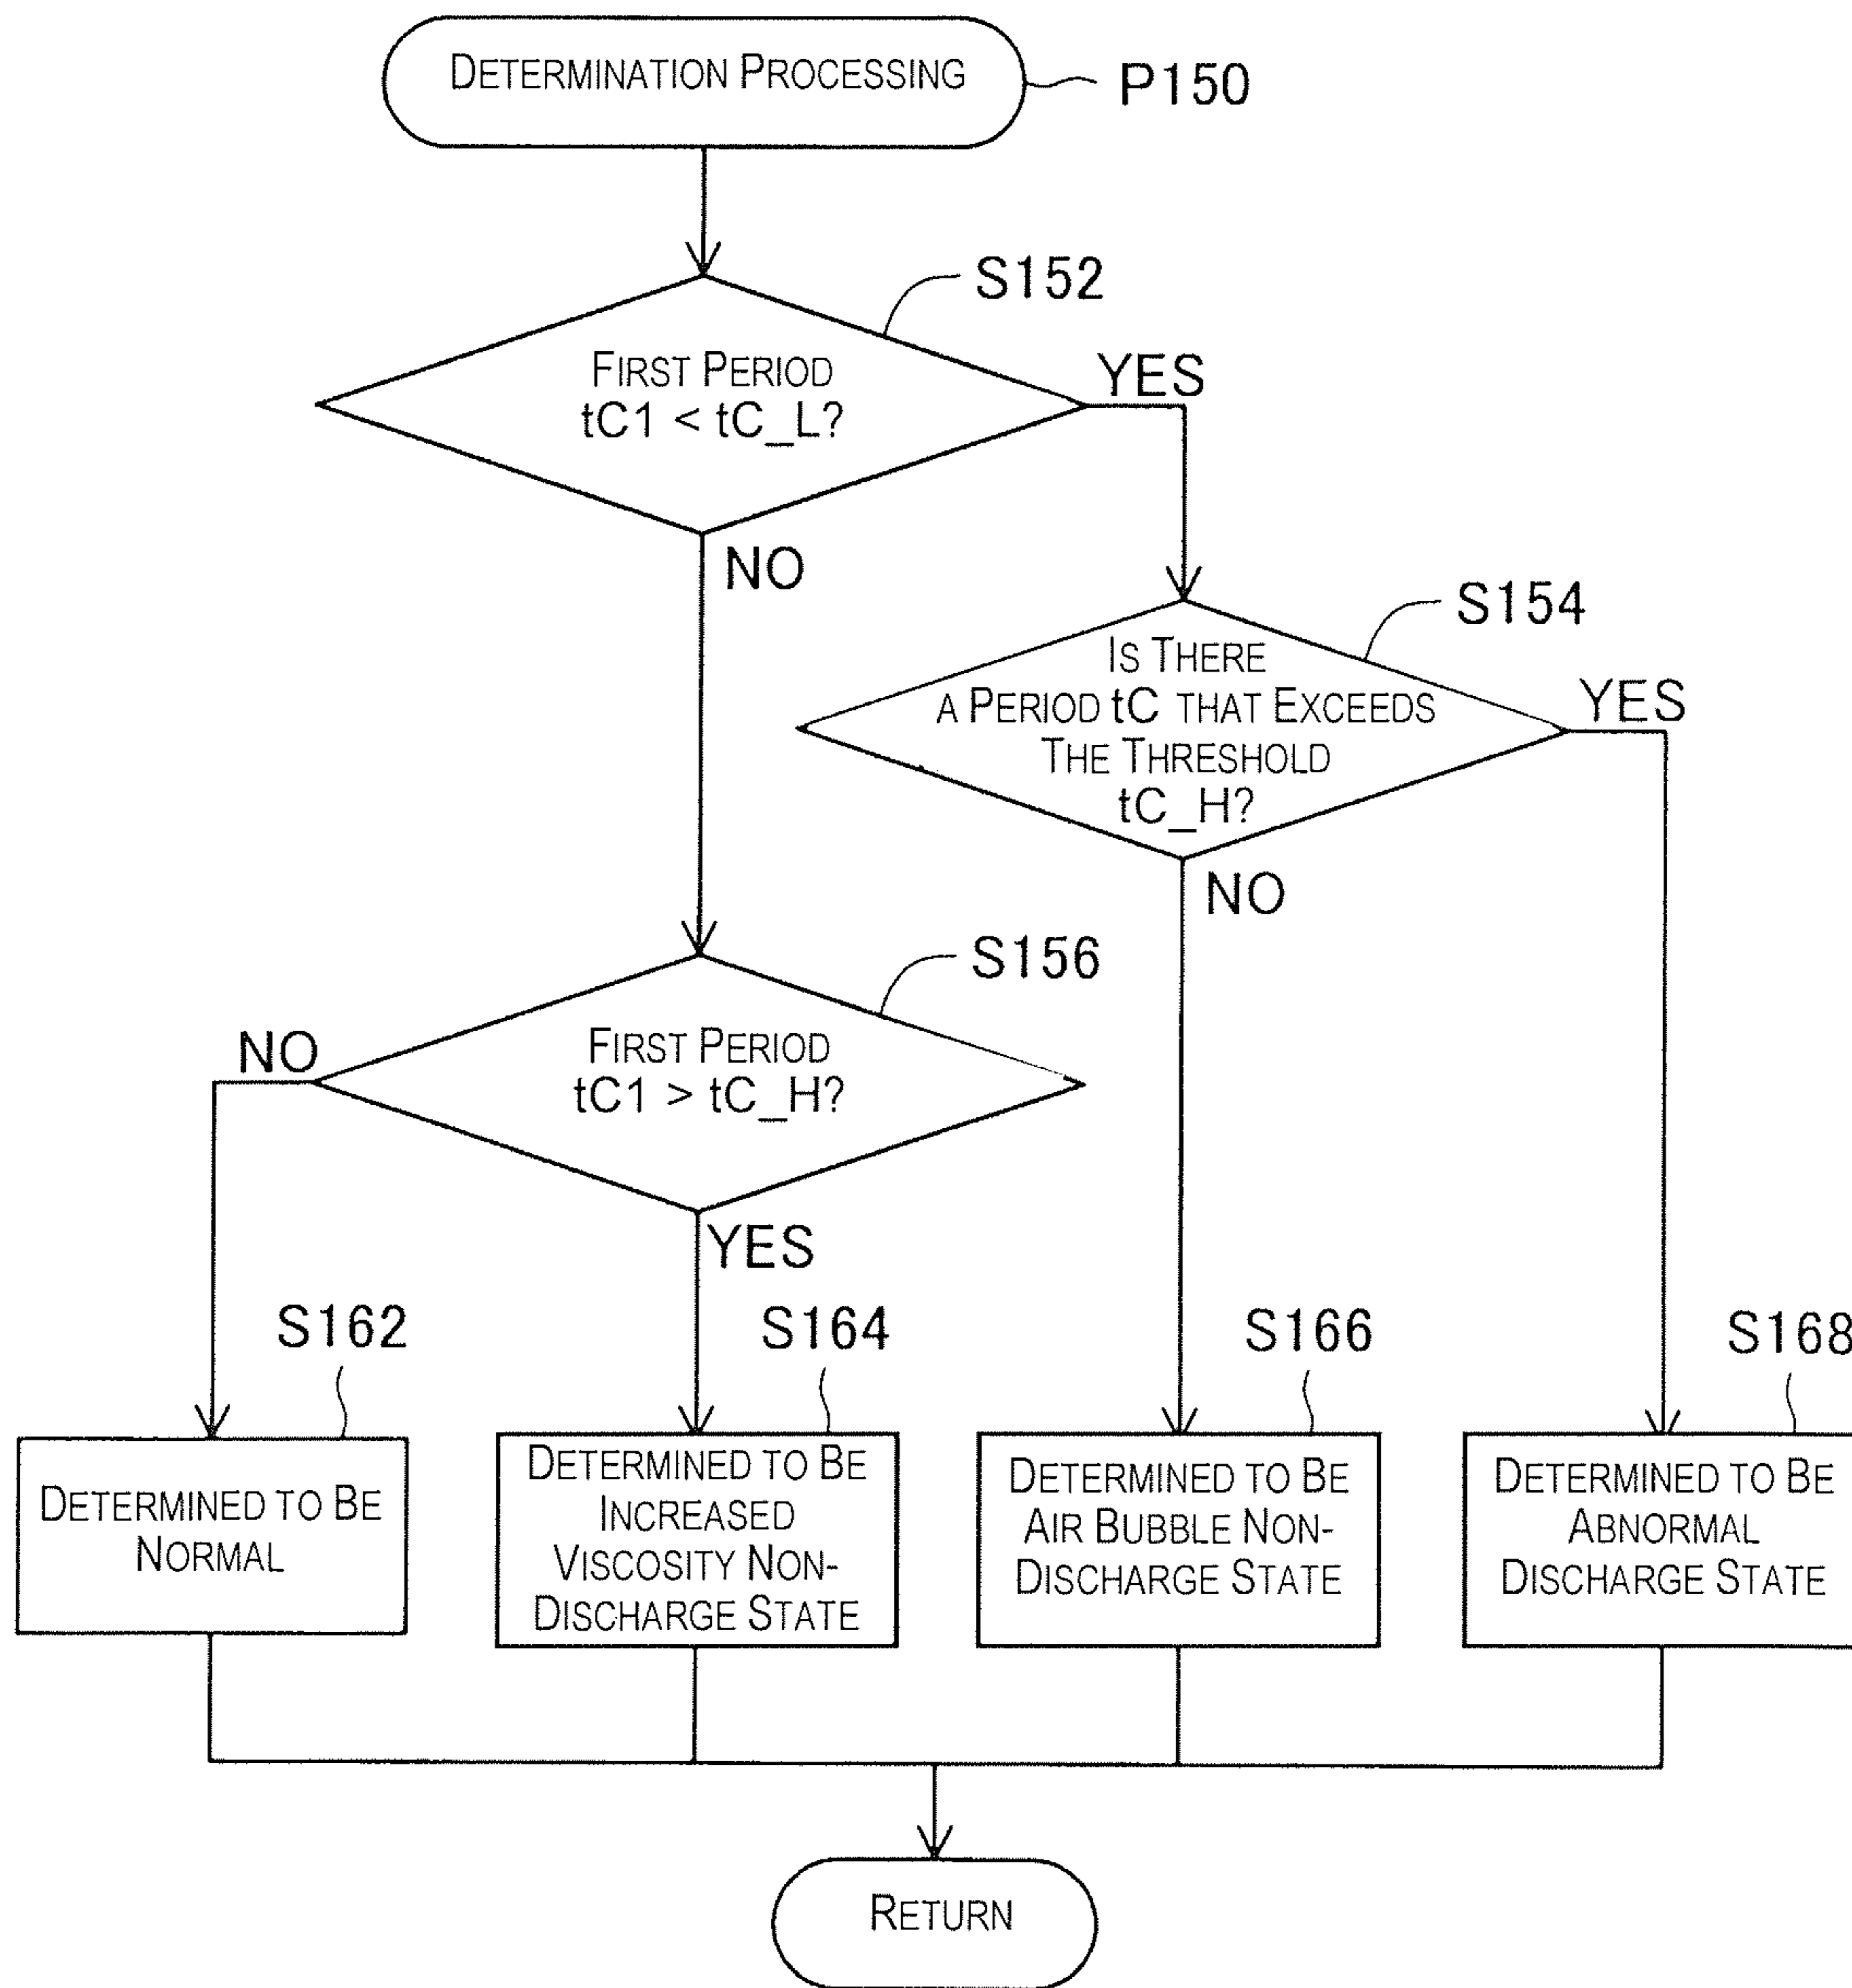 DETERMINATION PROCESSING
P150
S152
FIRST PERIOD
tC1 < tC_L?
YES
NO
S154
IS THERE
A PERIOD tC THAT EXCEEDS
THE THRESHOLD
tC_H?
YES
NO
S156
FIRST PERIOD
tC1 > tC_H?
NO
YES
S162
DETERMINED TO BE
NORMAL
S164
DETERMINED TO BE
INCREASED
VISCOSITY NON-
DISCHARGE STATE
S166
DETERMINED TO BE
AIR BUBBLE NON-
DISCHARGE STATE
S168
DETERMINED TO BE
ABNORMAL
DISCHARGE STATE
RETURN